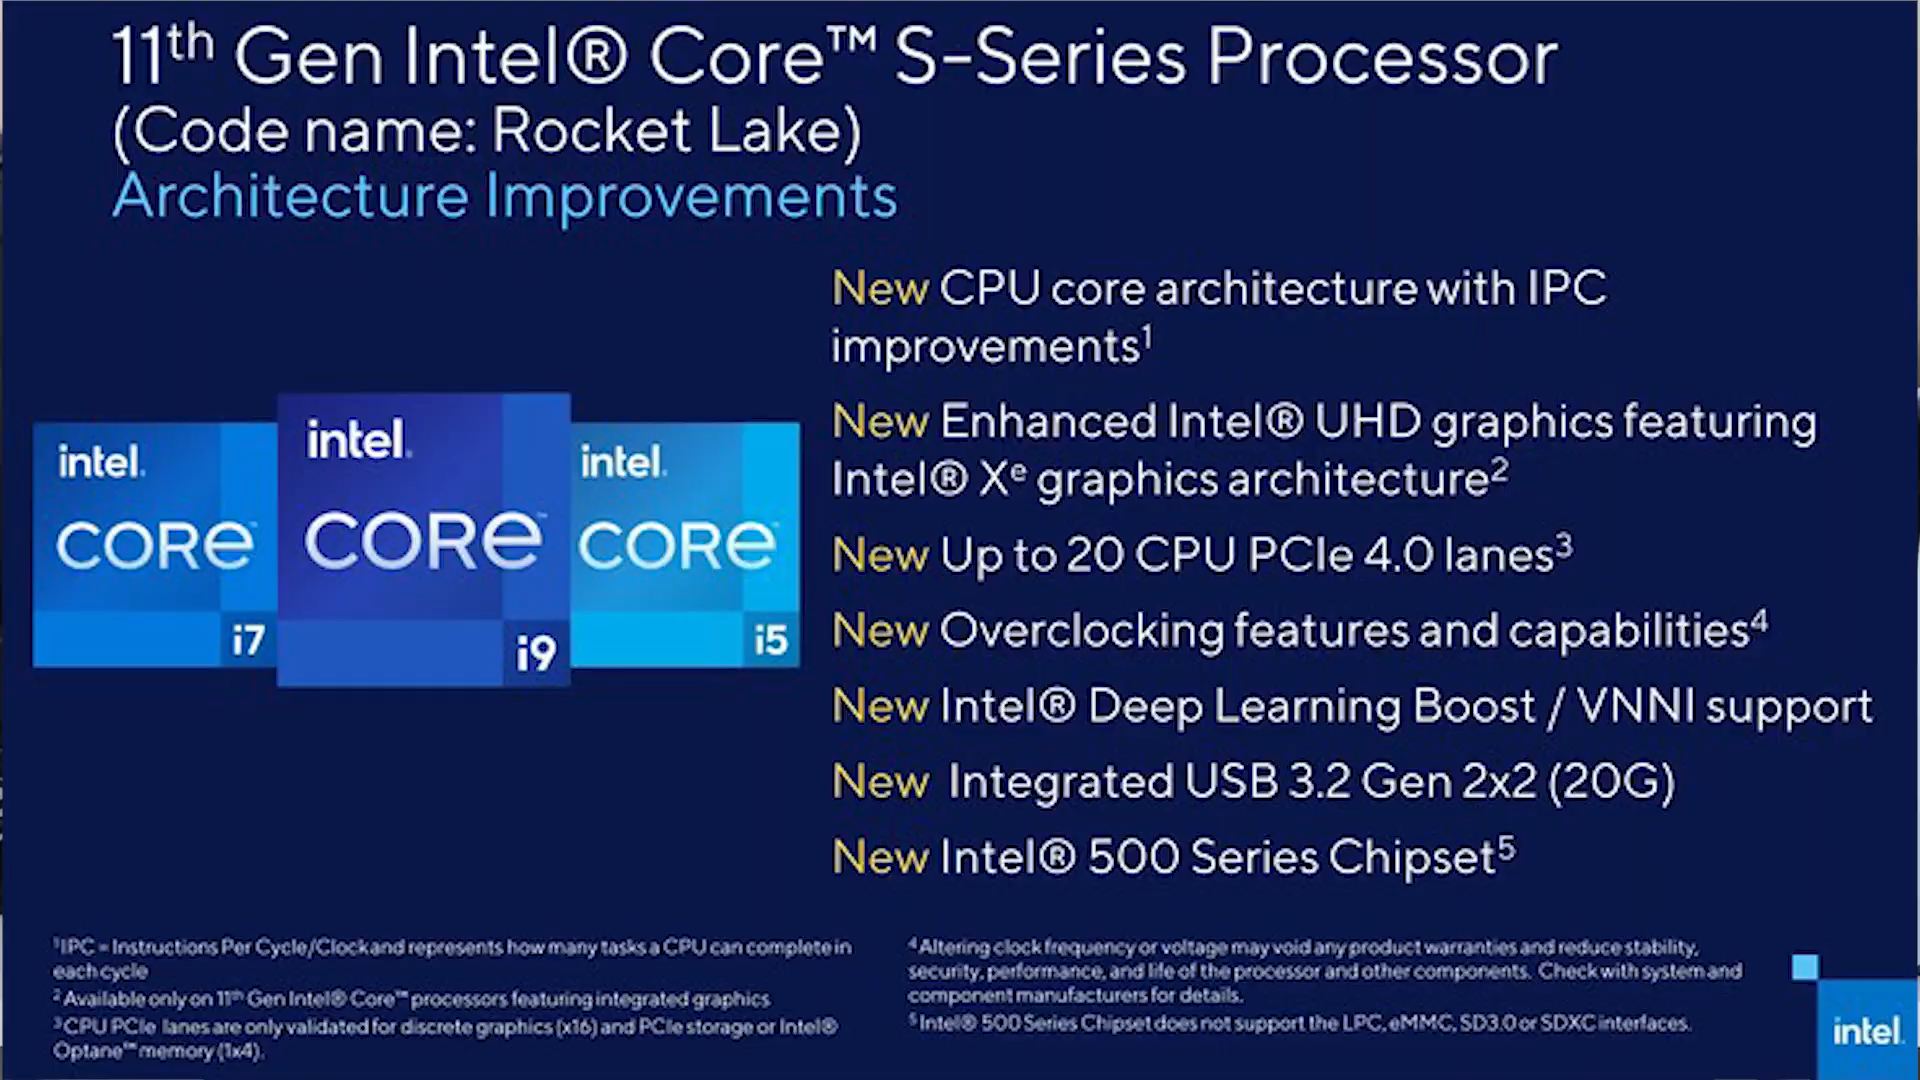 11th Gen Intel® Core™ S-Series Processor
(Code name: Rocket Lake)
Architecture Improvements
New CPU core architecture with IPC
improvements¹
New Enhanced Intel® UHD graphics featuring
Intel® Xᵉ graphics architecture²
New Up to 20 CPU PCIe 4.0 lanes³
New Overclocking features and capabilities⁴
New Intel® Deep Learning Boost / VNNI support
New Integrated USB 3.2 Gen 2x2 (20G)
New Intel® 500 Series Chipset⁵
intel.
CORe™
i7
intel.
CORe™
i9
intel.
CORe™
i5
¹IPC = Instructions Per Cycle/Clock and represents how many tasks a CPU can complete in
each cycle
² Available only on 11th Gen Intel® Core™ processors featuring integrated graphics
³CPU PCIe lanes are only validated for discrete graphics (x16) and PCIe storage or Intel®
Optane™ memory (1x4).
⁴Altering clock frequency or voltage may void any product warranties and reduce stability,
security, performance, and life of the processor and other components. Check with system and
component manufacturers for details.
⁵Intel® 500 Series Chipset does not support the LPC, eMMC, SD3.0 or SDXC interfaces.
intel.